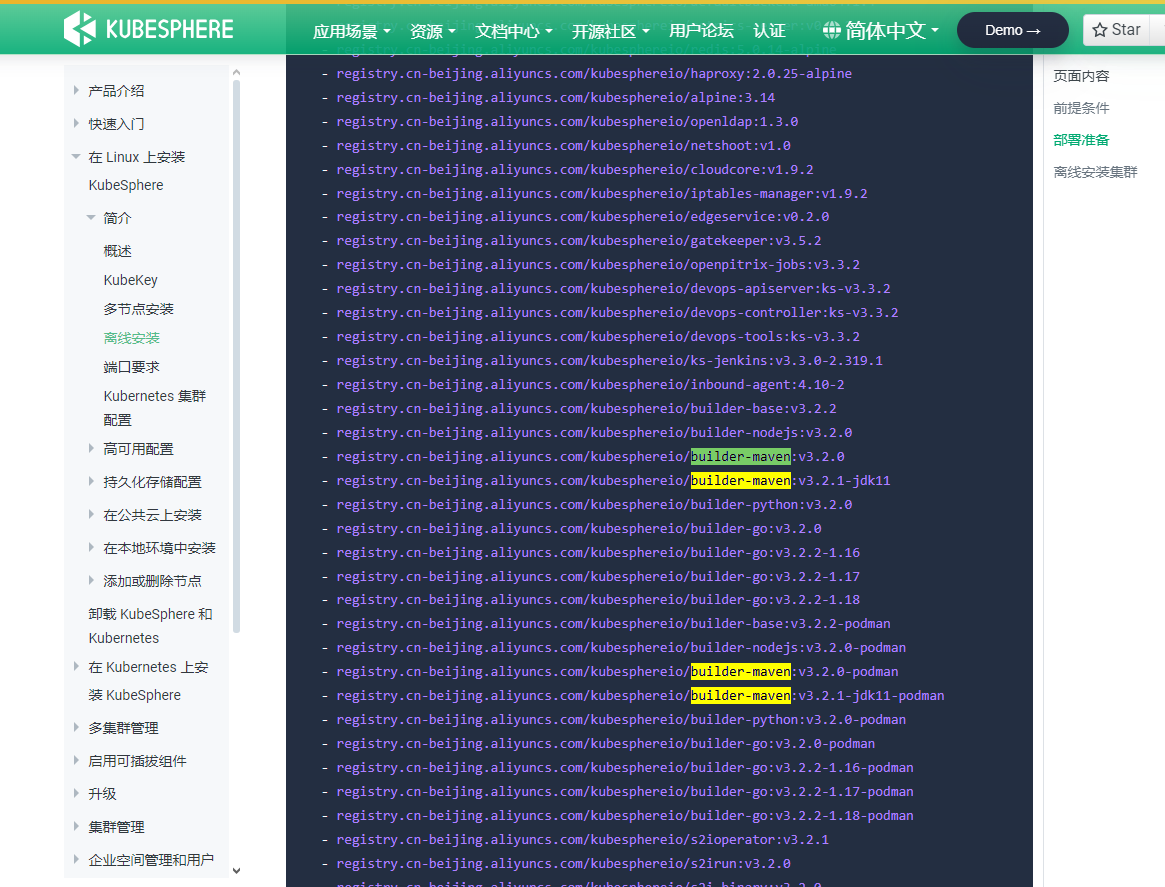 KUBESPHERE
应用场景
资源
文档中心
开源社区
用户论坛
认证
简体中文
Demo →
Star
产品介绍
快速入门
在 Linux 上安装
KubeSphere
简介
概述
KubeKey
多节点安装
离线安装
端口要求
Kubernetes 集群
配置
高可用配置
持久化存储配置
在公共云上安装
在本地环境中安装
添加或删除节点
卸载 KubeSphere 和
Kubernetes
在 Kubernetes 上安
装 KubeSphere
多集群管理
启用可插拔组件
升级
集群管理
企业空间管理和用户
- registry.cn-beijing.aliyuncs.com/kubesphereio/haproxy:2.0.25-alpine
- registry.cn-beijing.aliyuncs.com/kubesphereio/alpine:3.14
- registry.cn-beijing.aliyuncs.com/kubesphereio/openldap:1.3.0
- registry.cn-beijing.aliyuncs.com/kubesphereio/netshoot:v1.0
- registry.cn-beijing.aliyuncs.com/kubesphereio/cloudcore:v1.9.2
- registry.cn-beijing.aliyuncs.com/kubesphereio/iptables-manager:v1.9.2
- registry.cn-beijing.aliyuncs.com/kubesphereio/edgeservice:v0.2.0
- registry.cn-beijing.aliyuncs.com/kubesphereio/gatekeeper:v3.5.2
- registry.cn-beijing.aliyuncs.com/kubesphereio/openpitrix-jobs:v3.3.2
- registry.cn-beijing.aliyuncs.com/kubesphereio/devops-apiserver:ks-v3.3.2
- registry.cn-beijing.aliyuncs.com/kubesphereio/devops-controller:ks-v3.3.2
- registry.cn-beijing.aliyuncs.com/kubesphereio/devops-tools:ks-v3.3.2
- registry.cn-beijing.aliyuncs.com/kubesphereio/ks-jenkins:v3.3.0-2.319.1
- registry.cn-beijing.aliyuncs.com/kubesphereio/inbound-agent:4.10-2
- registry.cn-beijing.aliyuncs.com/kubesphereio/builder-base:v3.2.2
- registry.cn-beijing.aliyuncs.com/kubesphereio/builder-nodejs:v3.2.0
- registry.cn-beijing.aliyuncs.com/kubesphereio/builder-maven:v3.2.0
- registry.cn-beijing.aliyuncs.com/kubesphereio/builder-maven:v3.2.1-jdk11
- registry.cn-beijing.aliyuncs.com/kubesphereio/builder-python:v3.2.0
- registry.cn-beijing.aliyuncs.com/kubesphereio/builder-go:v3.2.0
- registry.cn-beijing.aliyuncs.com/kubesphereio/builder-go:v3.2.2-1.16
- registry.cn-beijing.aliyuncs.com/kubesphereio/builder-go:v3.2.2-1.17
- registry.cn-beijing.aliyuncs.com/kubesphereio/builder-go:v3.2.2-1.18
- registry.cn-beijing.aliyuncs.com/kubesphereio/builder-base:v3.2.2-podman
- registry.cn-beijing.aliyuncs.com/kubesphereio/builder-nodejs:v3.2.0-podman
- registry.cn-beijing.aliyuncs.com/kubesphereio/builder-maven:v3.2.0-podman
- registry.cn-beijing.aliyuncs.com/kubesphereio/builder-maven:v3.2.1-jdk11-podman
- registry.cn-beijing.aliyuncs.com/kubesphereio/builder-python:v3.2.0-podman
- registry.cn-beijing.aliyuncs.com/kubesphereio/builder-go:v3.2.0-podman
- registry.cn-beijing.aliyuncs.com/kubesphereio/builder-go:v3.2.2-1.16-podman
- registry.cn-beijing.aliyuncs.com/kubesphereio/builder-go:v3.2.2-1.17-podman
- registry.cn-beijing.aliyuncs.com/kubesphereio/builder-go:v3.2.2-1.18-podman
- registry.cn-beijing.aliyuncs.com/kubesphereio/s2ioperator:v3.2.1
- registry.cn-beijing.aliyuncs.com/kubesphereio/s2irun:v3.2.0
页面内容
前提条件
部署准备
离线安装集群